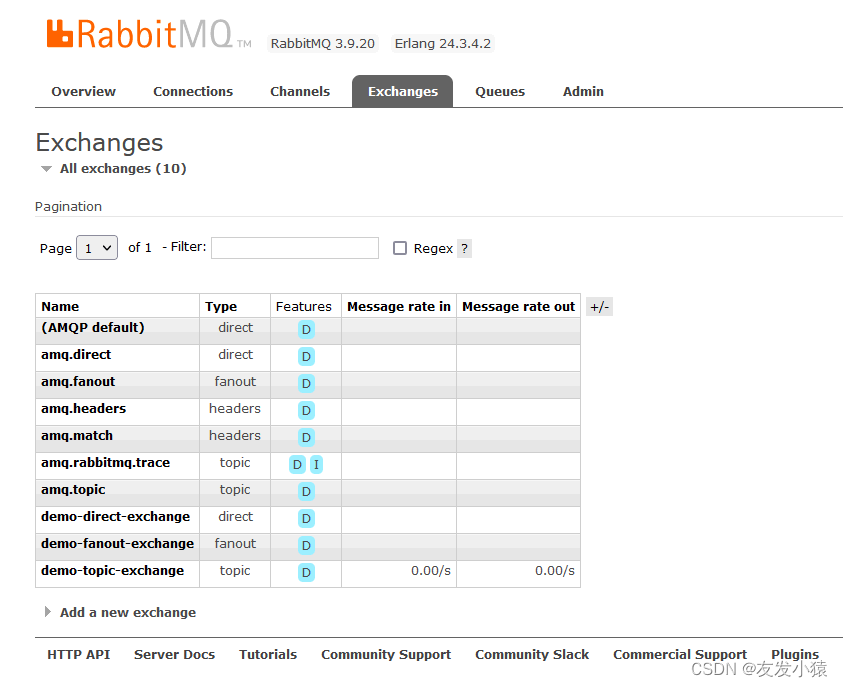 RabbitMQ TM RabbitMQ 3.9.20 Erlang 24.3.4.2
Overview Connections Channels Exchanges Queues Admin
Exchanges
All exchanges (10)
Pagination
Page 1 of 1 - Filter: Regex ?
Name Type Features Message rate in Message rate out +/-
(AMQP default) direct D
amq.direct direct D
amq.fanout fanout D
amq.headers headers D
amq.match headers D
amq.rabbitmq.trace topic D I
amq.topic topic D
demo-direct-exchange direct D
demo-fanout-exchange fanout D
demo-topic-exchange topic D 0.00/s 0.00/s
Add a new exchange
HTTP API Server Docs Tutorials Community Support Community Slack Commercial Support Plugins
CSDN @友发小猿